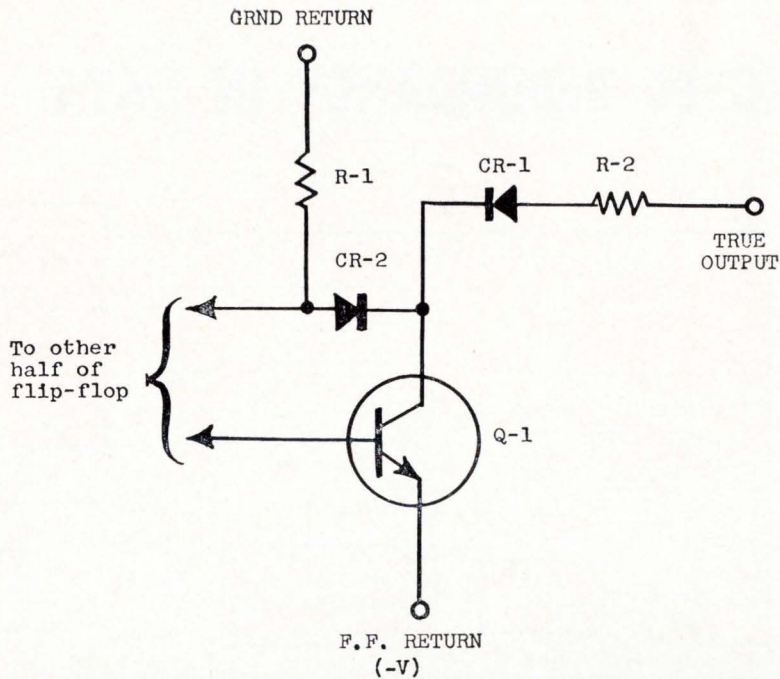 GRND RETURN
R-1
CR-1
R-2
TRUE
OUTPUT
CR-2
To other
half of
flip-flop
Q-1
F.F. RETURN
(-V)